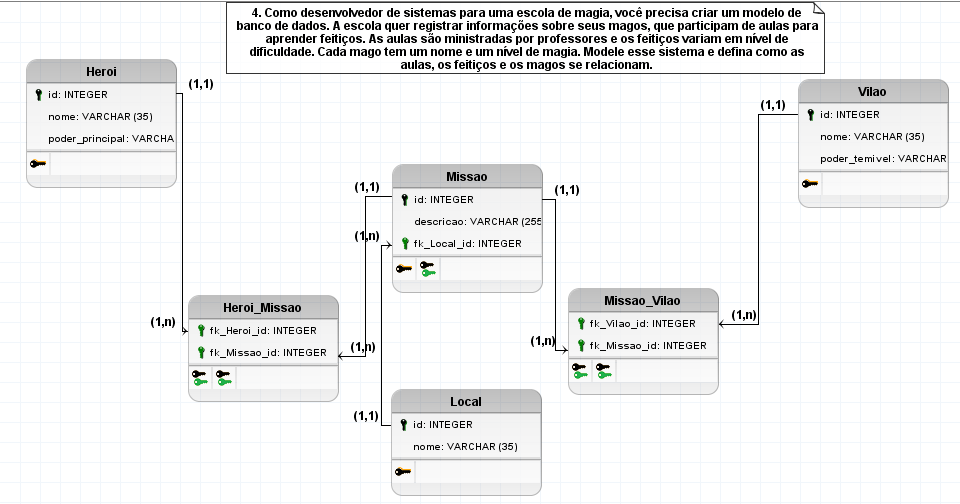 4. Como desenvolvedor de sistemas para uma escola de magia, você precisa criar um modelo de
banco de dados. A escola quer registrar informações sobre seus magos, que participam de aulas para
aprender feitiços. As aulas são ministradas por professores e os feitiços variam em nível de
dificuldade. Cada mago tem um nome e um nível de magia. Modele esse sistema e defina como as
aulas, os feitiços e os magos se relacionam.
Heroi
id: INTEGER
nome: VARCHAR (35)
poder_principal: VARCHA
(1,1)
(1,n)
Vilao
id: INTEGER
nome: VARCHAR (35)
poder_temivel: VARCHAR
(1,1)
(1,n)
Missao
id: INTEGER
descricao: VARCHAR (255
fk_Local_id: INTEGER
(1,1)
(1,1)
(1,n)
Heroi_Missao
fk_Heroi_id: INTEGER
fk_Missao_id: INTEGER
(1,n)
Missao_Vilao
fk_Vilao_id: INTEGER
fk_Missao_id: INTEGER
(1,n)
Local
id: INTEGER
nome: VARCHAR (35)
(1,1)